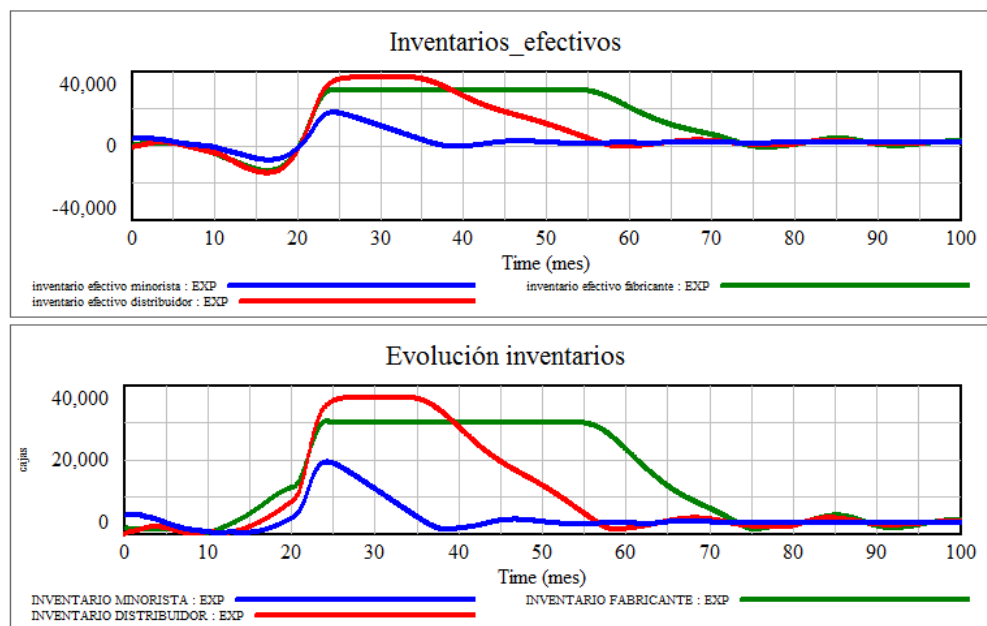 Inventarios_efectivos
40,000
0
-40,000
0 10 20 30 40 50 60 70 80 90 100
Time (mes)
inventario efectivo minorista : EXP
inventario efectivo fabricante : EXP
inventario efectivo distribuidor : EXP
Evolución inventarios
40,000
20,000
0
cajas
0 10 20 30 40 50 60 70 80 90 100
Time (mes)
INVENTARIO MINORISTA : EXP
INVENTARIO FABRICANTE : EXP
INVENTARIO DISTRIBUIDOR : EXP